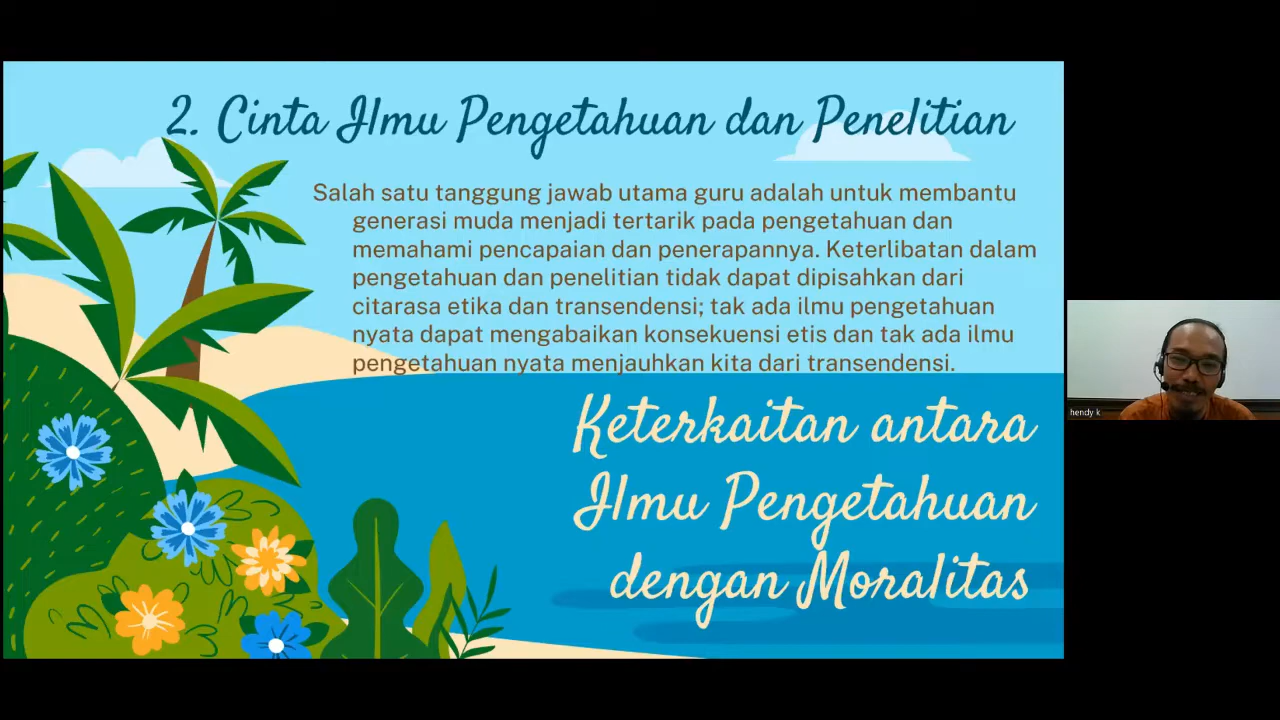 2. Cinta Ilmu Pengetahuan dan Penelitian
Salah satu tanggung jawab utama guru adalah untuk membantu
generasi muda menjadi tertarik pada pengetahuan dan
memahami pencapaian dan penerapannya. Keterlibatan dalam
pengetahuan dan penelitian tidak dapat dipisahkan dari
citarasa etika dan transendensi; tak ada ilmu pengetahuan
nyata dapat mengabaikan konsekuensi etis dan tak ada ilmu
pengetahuan nyata menjauhkan kita dari transendensi.
Keterkaitan antara
Ilmu Pengetahuan
dengan Moralitas
hendy k